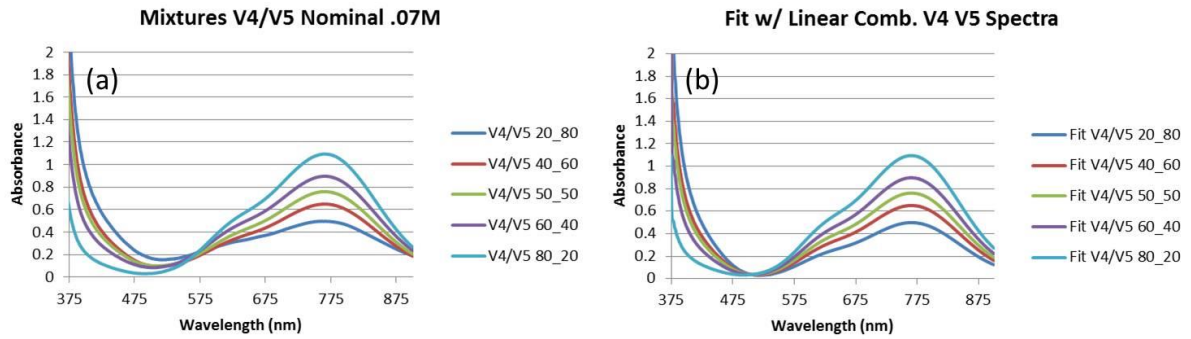 Mixtures V4/V5 Nominal .07M
(a)
Absorbance
2
1.8
1.6
1.4
1.2
1
0.8
0.6
0.4
0.2
0
375 475 575 675 775 875
Wavelength (nm)
V4/V5 20_80
V4/V5 40_60
V4/V5 50_50
V4/V5 60_40
V4/V5 80_20
Fit w/ Linear Comb. V4 V5 Spectra
(b)
Absorbance
2
1.8
1.6
1.4
1.2
1
0.8
0.6
0.4
0.2
0
375 475 575 675 775 875
Wavelength (nm)
Fit V4/V5 20_80
Fit V4/V5 40_60
Fit V4/V5 50_50
Fit V4/V5 60_40
Fit V4/V5 80_20